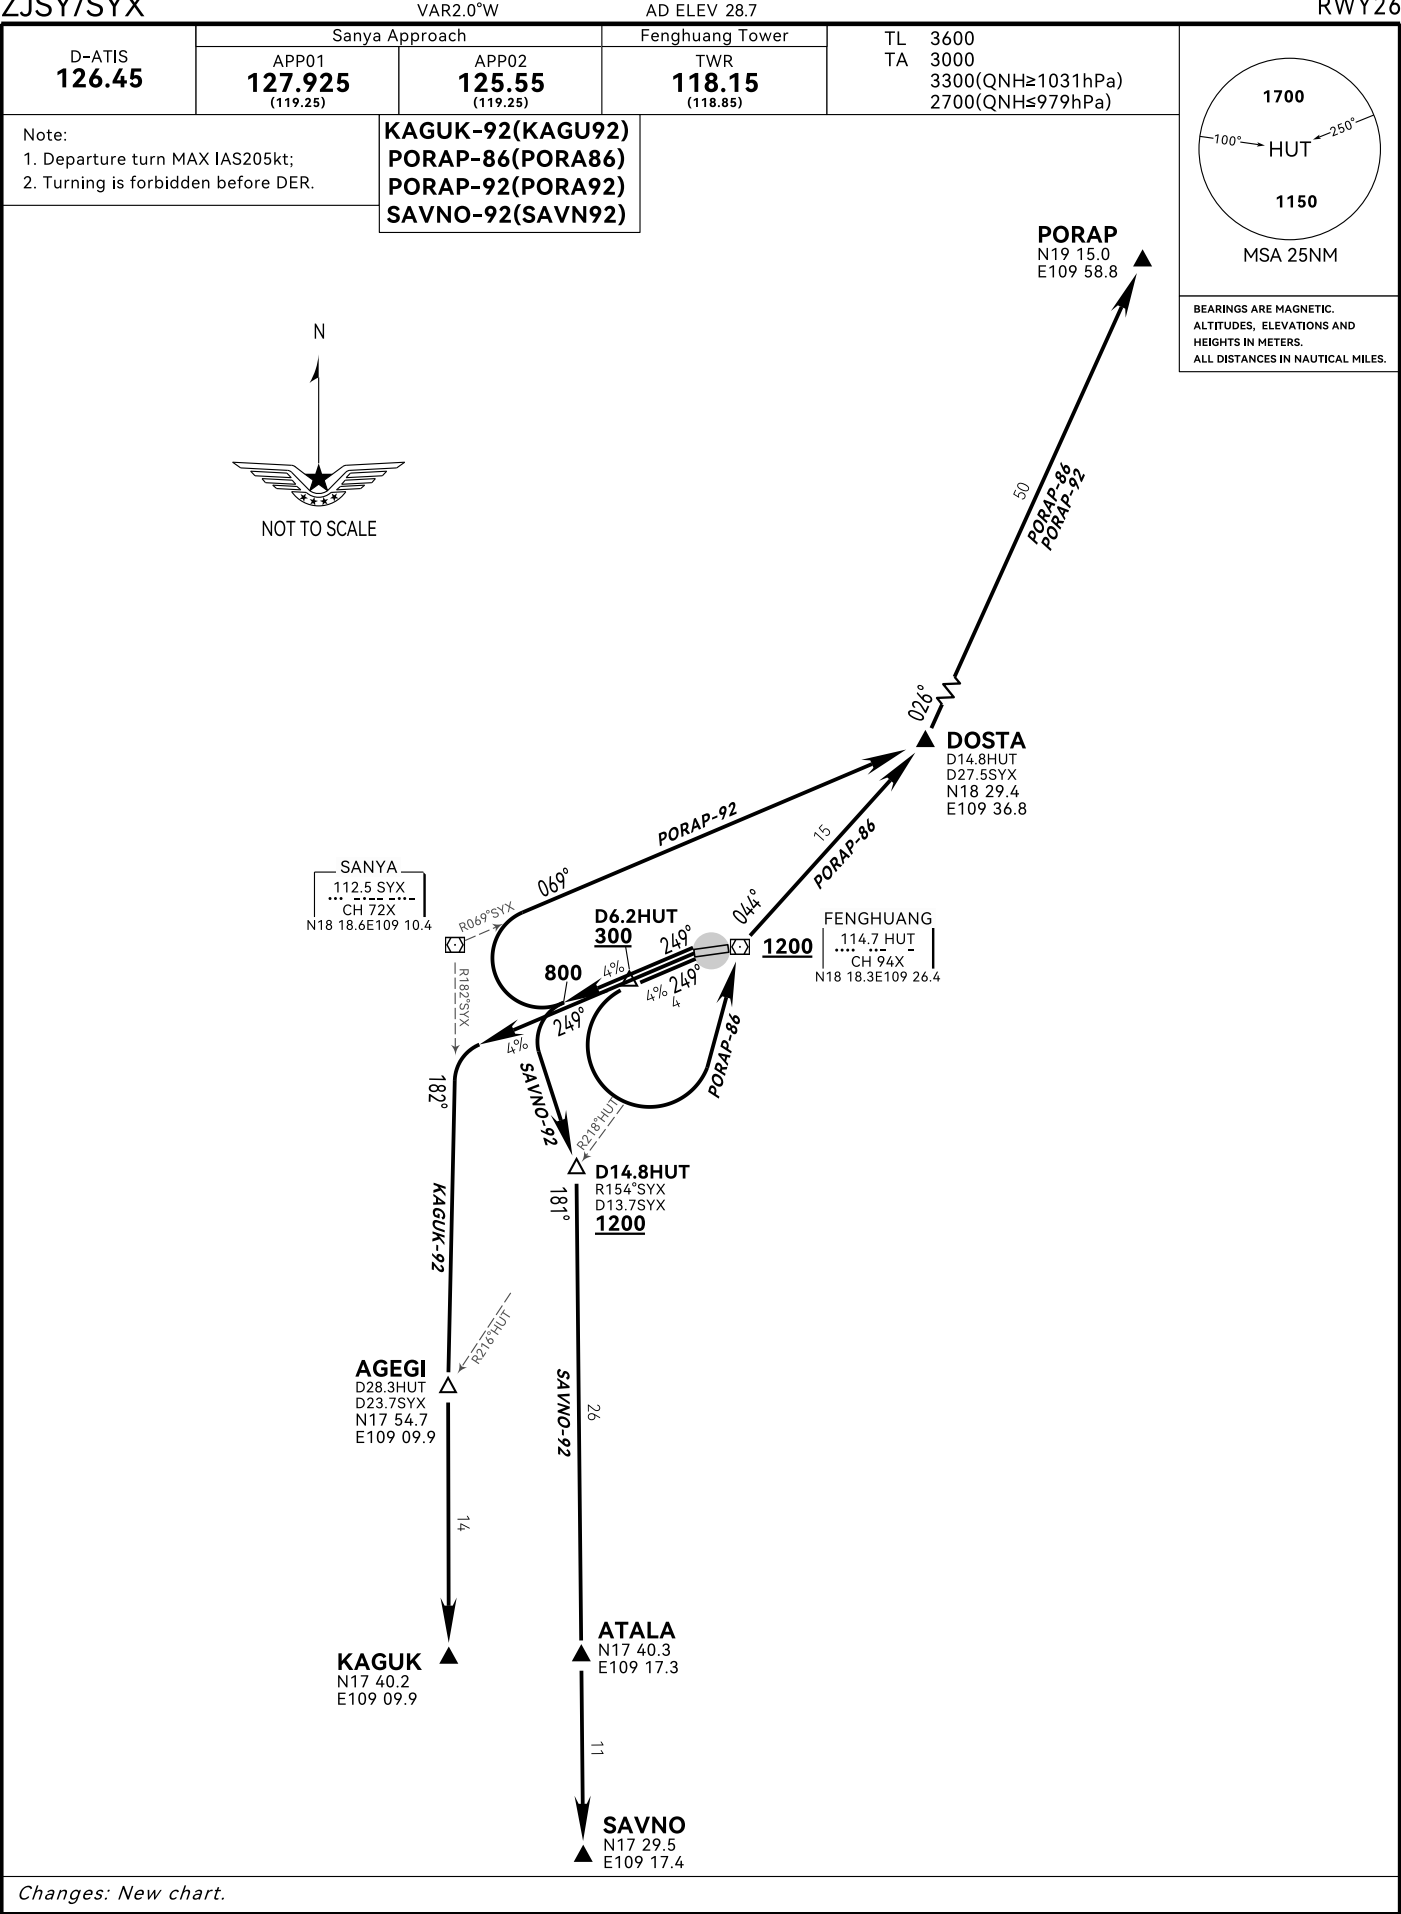 ZJSY/SYX VAR2.0°W AD ELEV 28.7 RWY26
D-ATIS
126.45
Sanya Approach
APP01
127.925
(119.25)
APP02
125.55
(119.25)
Fenghuang Tower
TWR
118.15
(118.85)
TL 3600
TA 3000
3300(QNH≥1031hPa)
2700(QNH≤979hPa)
Note:
1. Departure turn MAX IAS205kt;
2. Turning is forbidden before DER.
KAGUK-92(KAGU92)
PORAP-86(PORA86)
PORAP-92(PORA92)
SAVNO-92(SAVN92)
1700
100°
HUT
250°
1150
MSA 25NM
BEARINGS ARE MAGNETIC.
ALTITUDES, ELEVATIONS AND
HEIGHTS IN METERS.
ALL DISTANCES IN NAUTICAL MILES.
PORAP
N19 15.0
E109 58.8
N
NOT TO SCALE
50
PORAP-86
PORAP-92
026°
DOSTA
D14.8HUT
D27.5SYX
N18 29.4
E109 36.8
PORAP-92
15
PORAP-86
069°
044°
SANYA
112.5 SYX
CH 72X
N18 18.6E109 10.4
R069°SYX
R182°SYX
D6.2HUT
300
249°
4%
800
4%
249°
4
1200
FENGHUANG
114.7 HUT
CH 94X
N18 18.3E109 26.4
249°
4%
SAVNO-92
PORAP-86
182°
R218°HUT
D14.8HUT
R154°SYX
D13.7SYX
1200
181°
KAGUK-92
R216°HUT
AGEGI
D28.3HUT
D23.7SYX
N17 54.7
E109 09.9
SAVNO-92
26
14
KAGUK
N17 40.2
E109 09.9
ATALA
N17 40.3
E109 17.3
11
SAVNO
N17 29.5
E109 17.4
Changes: New chart.